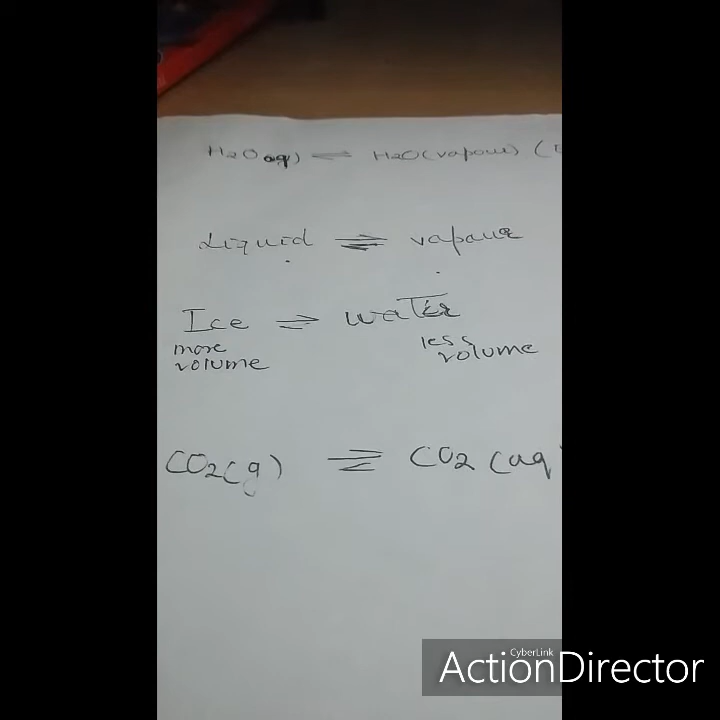 H2O aq) ⇌ H2O(vapour) (
Liquid ⇌ vapour
Ice ⇌ water
more volume
less volume
CO2(g) ⇌ CO2 (aq
CyberLink
ActionDirector